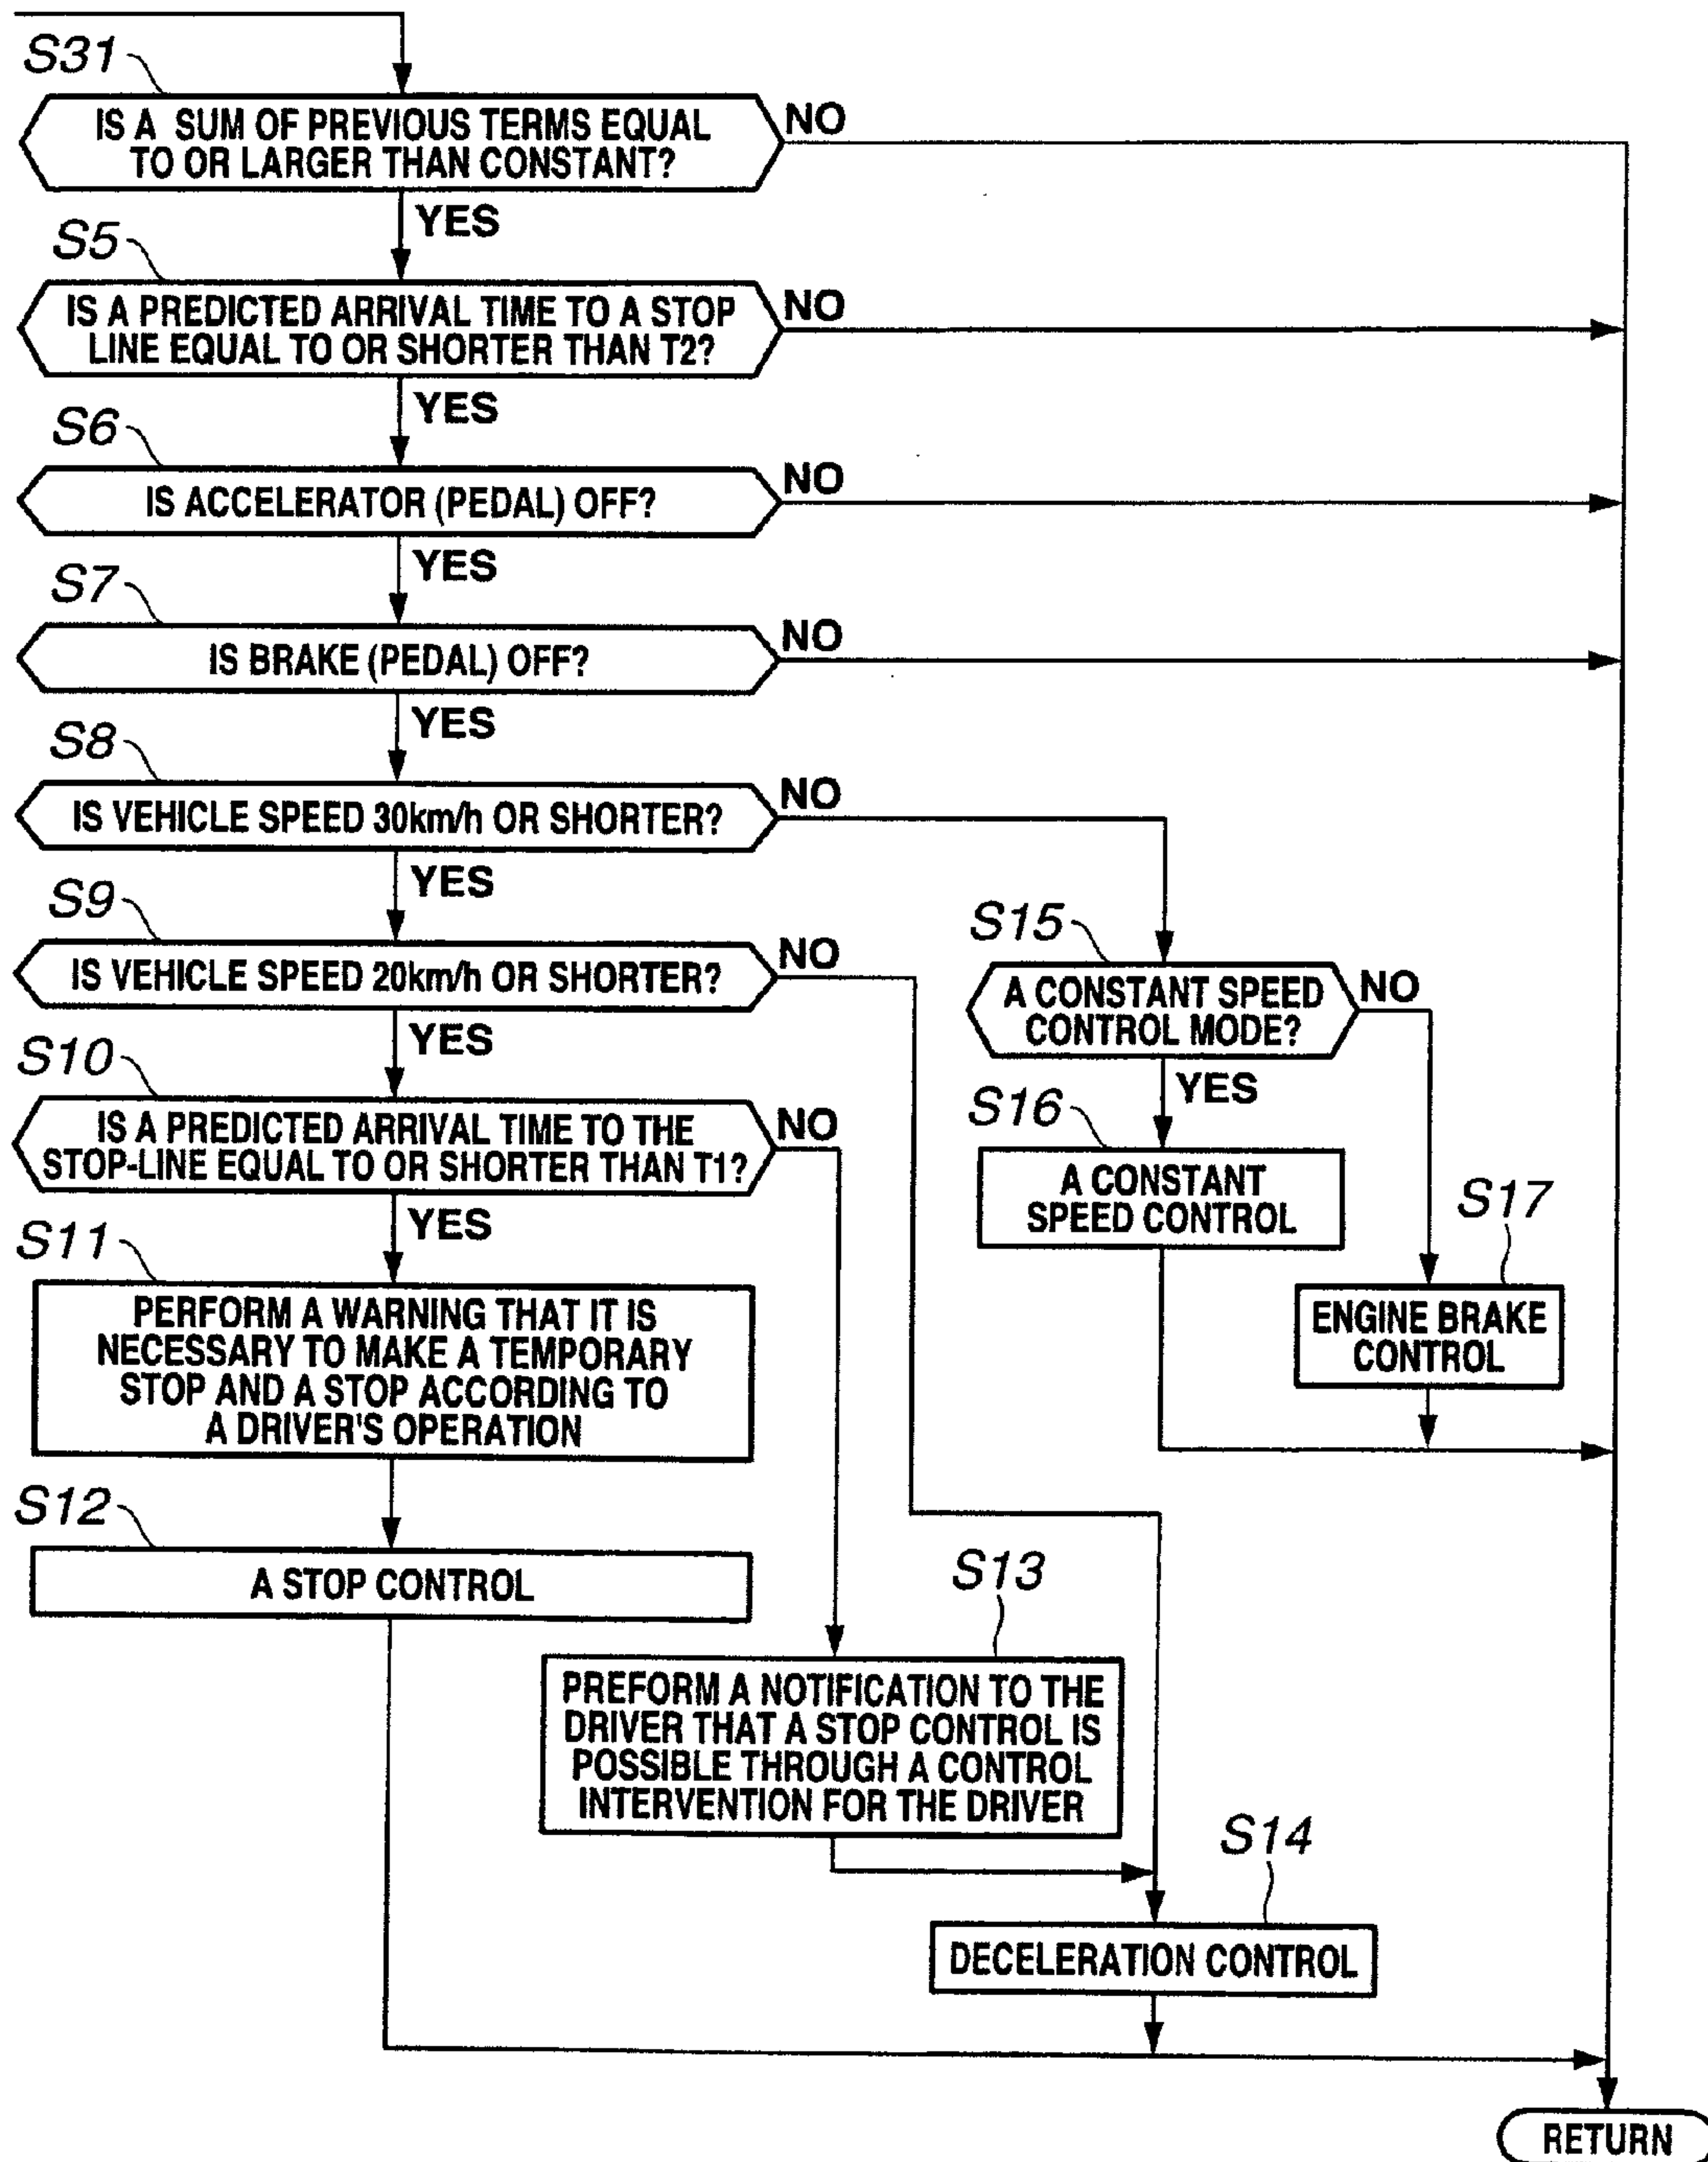 S31
IS A SUM OF PREVIOUS TERMS EQUAL
TO OR LARGER THAN CONSTANT?
NO
YES
S5
IS A PREDICTED ARRIVAL TIME TO A STOP
LINE EQUAL TO OR SHORTER THAN T2?
NO
YES
S6
IS ACCELERATOR (PEDAL) OFF?
NO
YES
S7
IS BRAKE (PEDAL) OFF?
NO
YES
S8
IS VEHICLE SPEED 30km/h OR SHORTER?
NO
YES
S9
IS VEHICLE SPEED 20km/h OR SHORTER?
NO
YES
S15
A CONSTANT SPEED
CONTROL MODE?
NO
YES
S10
IS A PREDICTED ARRIVAL TIME TO THE
STOP-LINE EQUAL TO OR SHORTER THAN T1?
NO
YES
S16
A CONSTANT
SPEED CONTROL
S17
ENGINE BRAKE
CONTROL
S11
PERFORM A WARNING THAT IT IS
NECESSARY TO MAKE A TEMPORARY
STOP AND A STOP ACCORDING TO
A DRIVER'S OPERATION
S12
A STOP CONTROL
S13
PREFORM A NOTIFICATION TO THE
DRIVER THAT A STOP CONTROL IS
POSSIBLE THROUGH A CONTROL
INTERVENTION FOR THE DRIVER
S14
DECELERATION CONTROL
RETURN